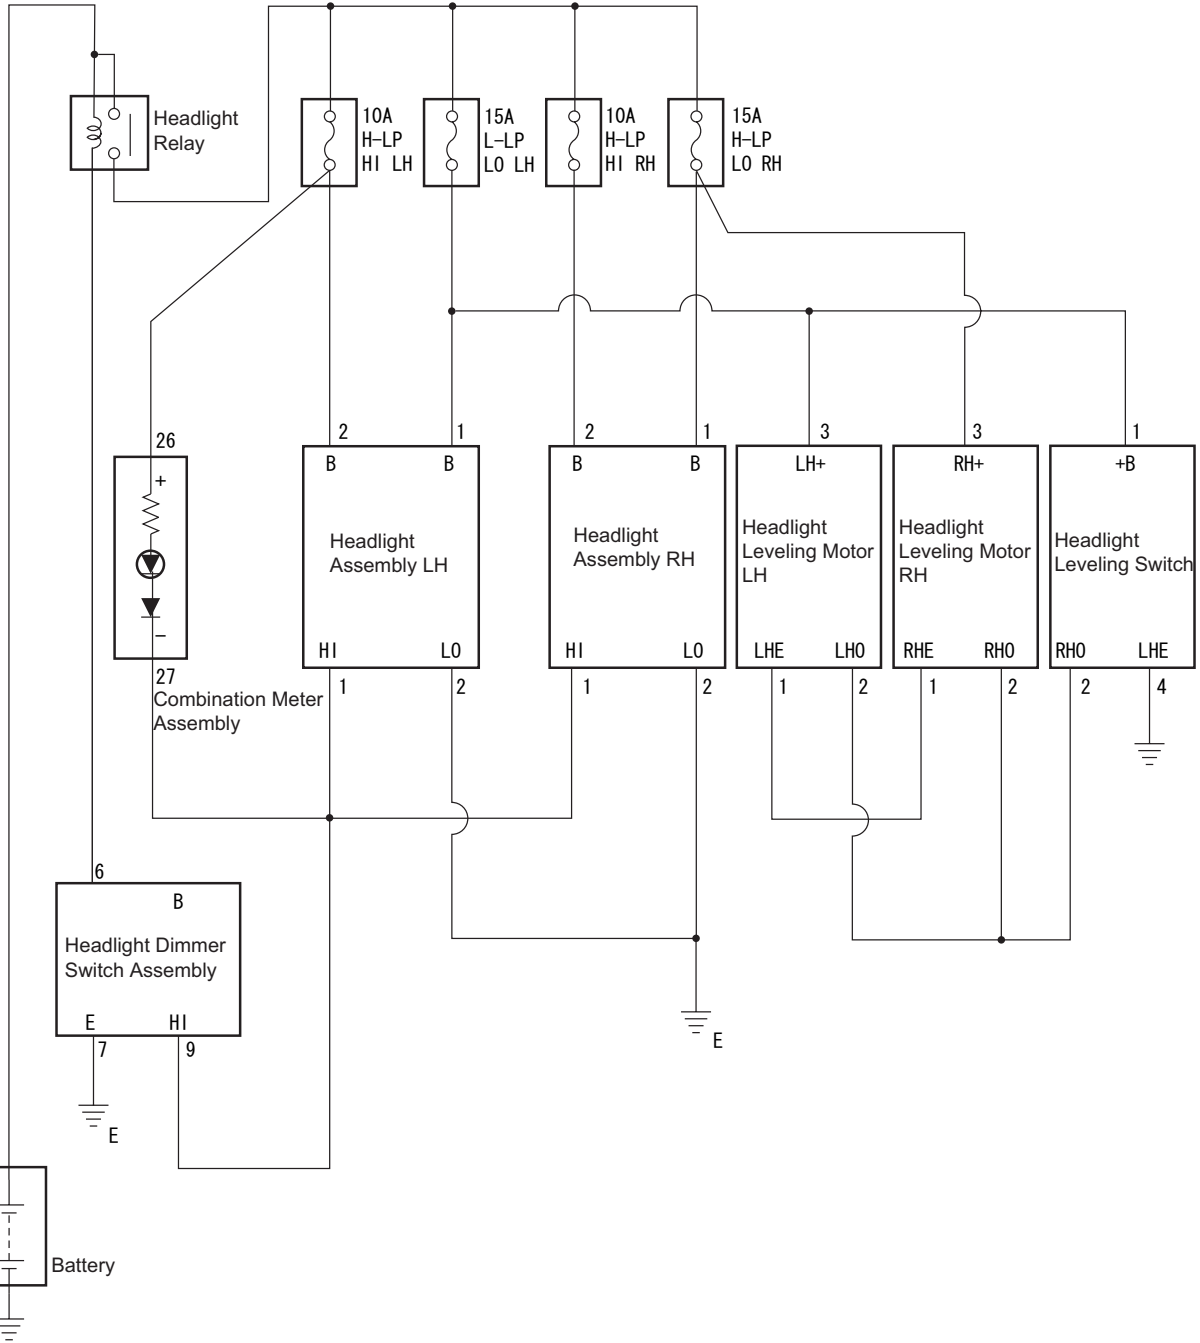 Headlight
Relay
10A
H-LP
HI LH
15A
L-LP
LO LH
10A
H-LP
HI RH
15A
H-LP
LO RH
26
+
-
27
Combination Meter
Assembly
2
1
B
B
Headlight
Assembly LH
HI
LO
1
2
2
1
B
B
Headlight
Assembly RH
HI
LO
1
2
3
LH+
Headlight
Leveling Motor
LH
LHE
LHO
1
2
3
RH+
Headlight
Leveling Motor
RH
RHE
RHO
1
2
1
+B
Headlight
Leveling Switch
RHO
LHE
2
4
6
B
Headlight Dimmer
Switch Assembly
E
HI
7
9
E
E
Battery